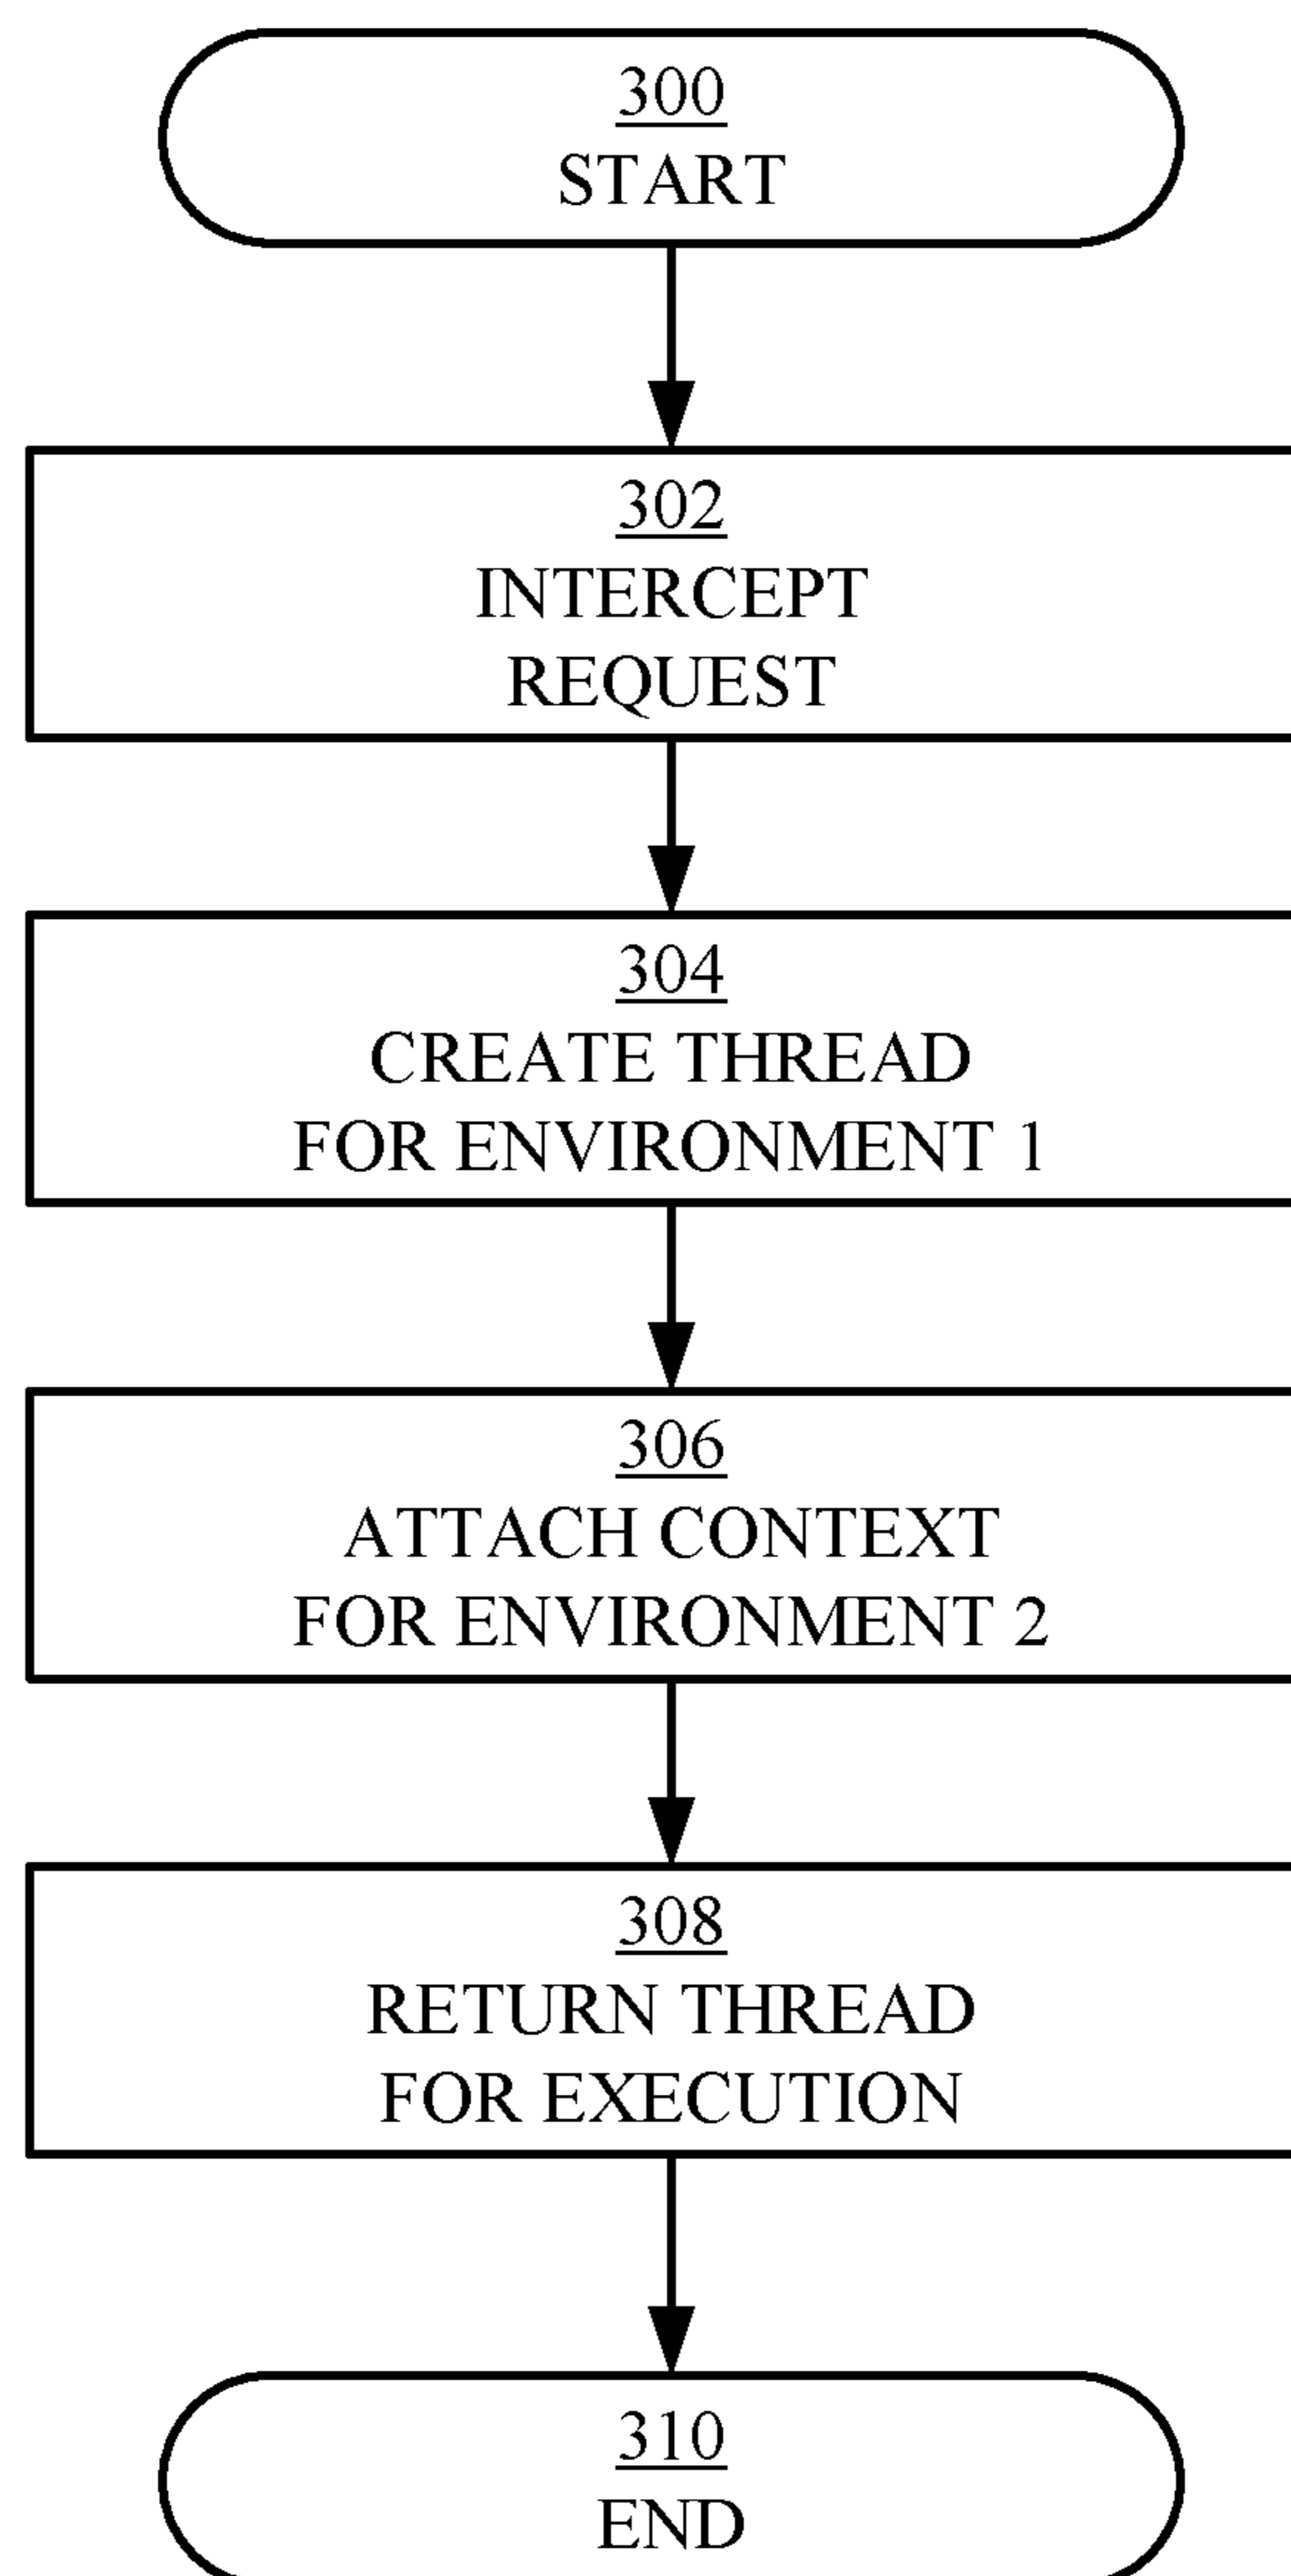 300
START
302
INTERCEPT
REQUEST
304
CREATE THREAD
FOR ENVIRONMENT 1
306
ATTACH CONTEXT
FOR ENVIRONMENT 2
308
RETURN THREAD
FOR EXECUTION
310
END